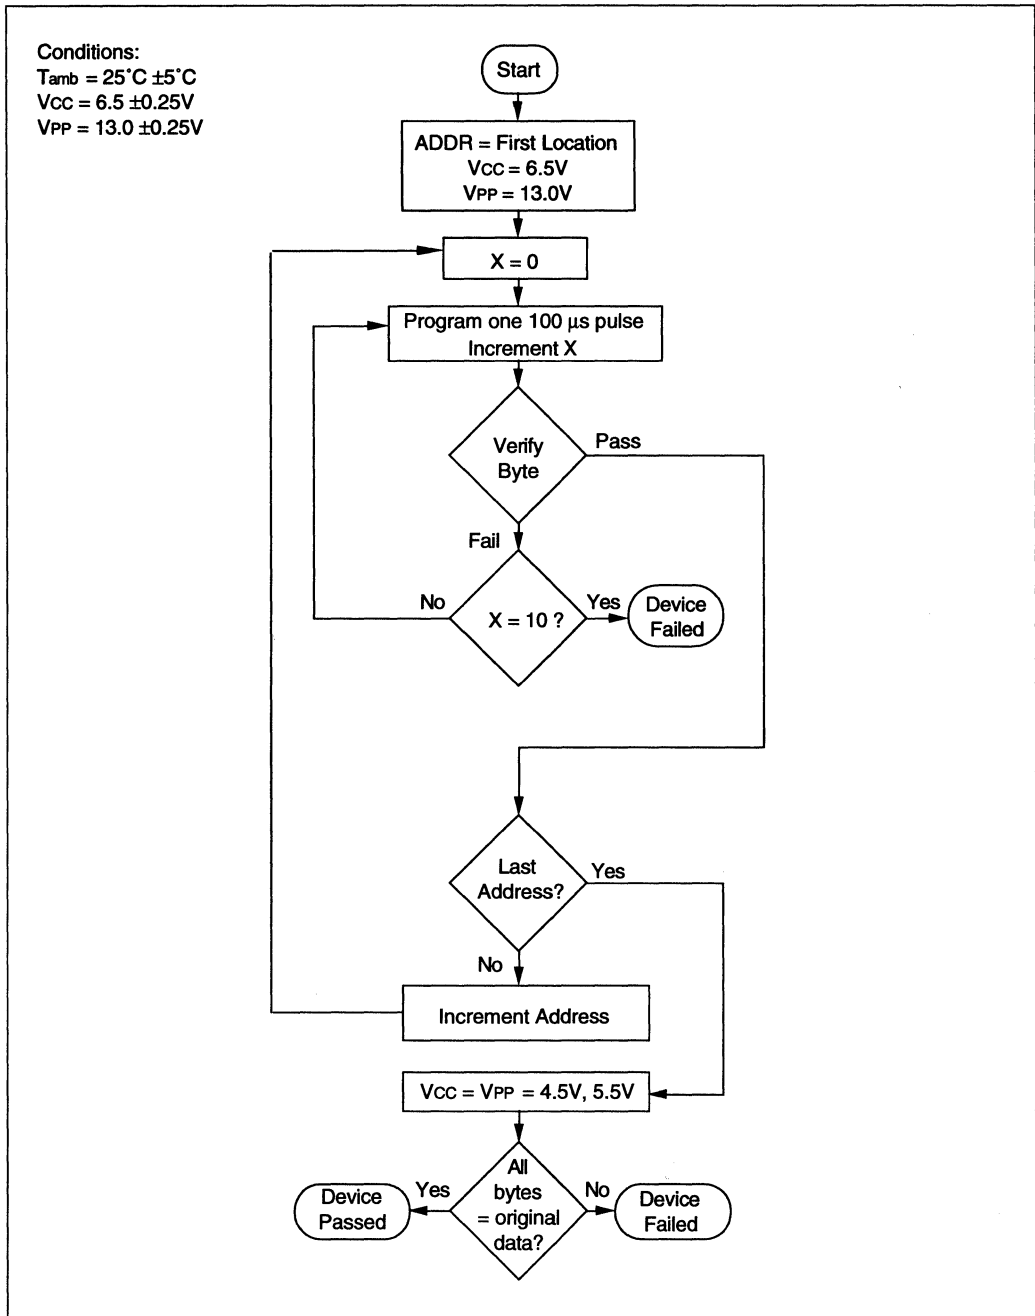 Conditions:
Tamb = 25°C ±5°C
VCC = 6.5 ±0.25V
VPP = 13.0 ±0.25V
Start
ADDR = First Location
VCC = 6.5V
VPP = 13.0V
X = 0
Program one 100 μs pulse
Increment X
Verify
Byte
Pass
Fail
X = 10 ?
No
Yes
Device
Failed
Last
Address?
Yes
No
Increment Address
VCC = VPP = 4.5V, 5.5V
All
bytes
= original
data?
Yes
No
Device
Passed
Device
Failed